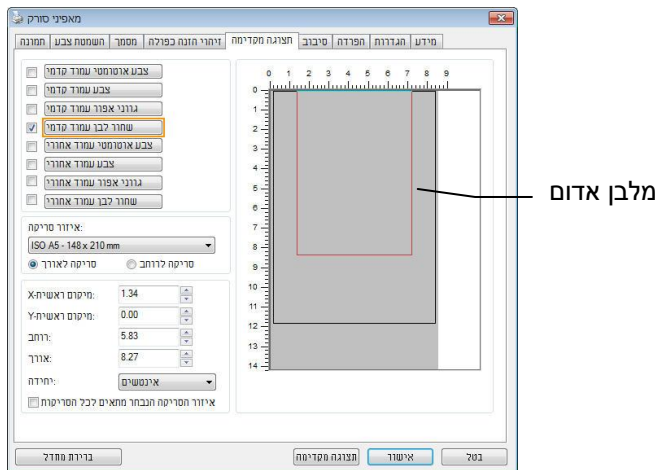 מאפיני סורק
תמונה השמטת צבע מסמך זיהוי הזנה כפולה תצוגה מקדימה סיבוב הפרדה הגדרות מידע
צבע אוטומטי עמוד קדמי
צבע עמוד קדמי
גרוני אפור עמוד קדמי
שחור לבן עמוד קדמי
צבע אוטומטי עמוד אחורי
צבע עמוד אחורי
גרוני אפור עמוד אחורי
שחור לבן עמוד אחורי
איזור סריקה:
ISO A5 - 148 x 210 mm
סריקה לאורך סריקה לרוחב
מיקום ראשית-X: 1.34
מיקום ראשית-Y: 0.00
רוחב: 5.83
אורך: 8.27
יחידה: אינטשים
איזור הסריקה הנבחר מתאים לכל הסריקות
0 1 2 3 4 5 6 7 8 9
0
1
2
3
4
5
6
7
8
9
10
11
12
13
14
מלבן אדום
ברירת מחדל תצוגה מקדימה אישור בטל